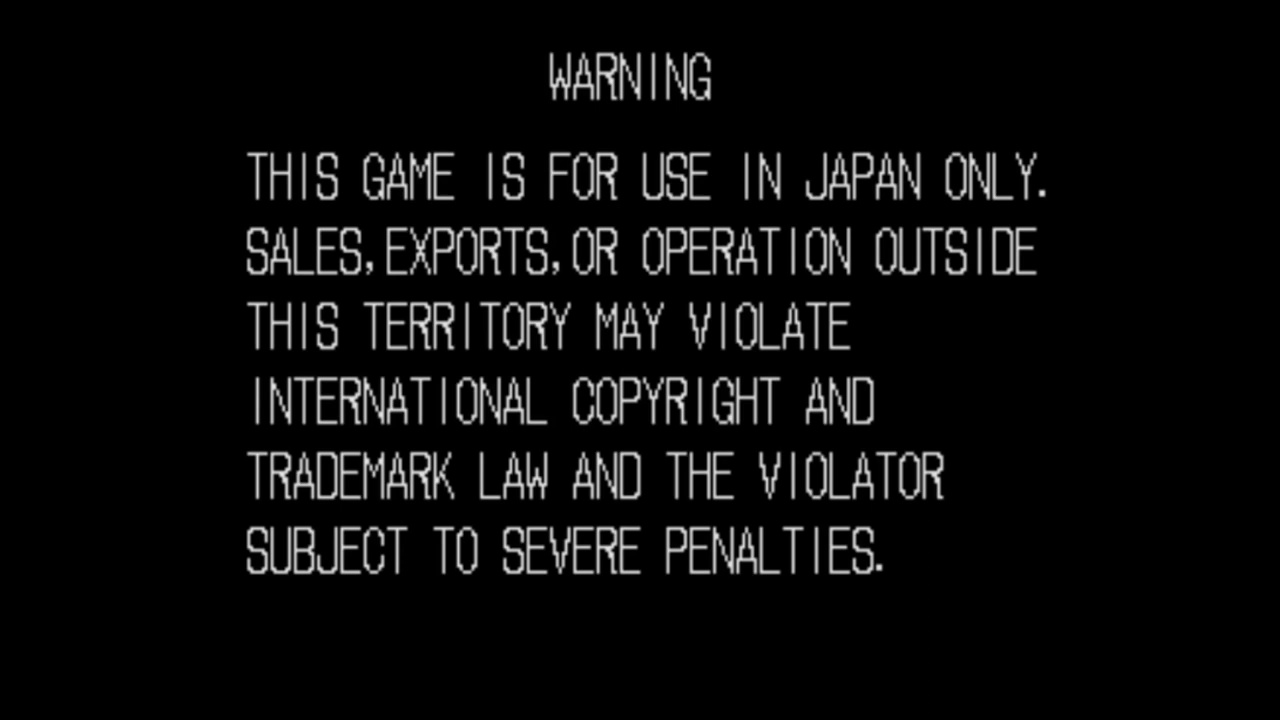 WARNING
THIS GAME IS FOR USE IN JAPAN ONLY.
SALES,EXPORTS,OR OPERATION OUTSIDE
THIS TERRITORY MAY VIOLATE
INTERNATIONAL COPYRIGHT AND
TRADEMARK LAW AND THE VIOLATOR
SUBJECT TO SEVERE PENALTIES.